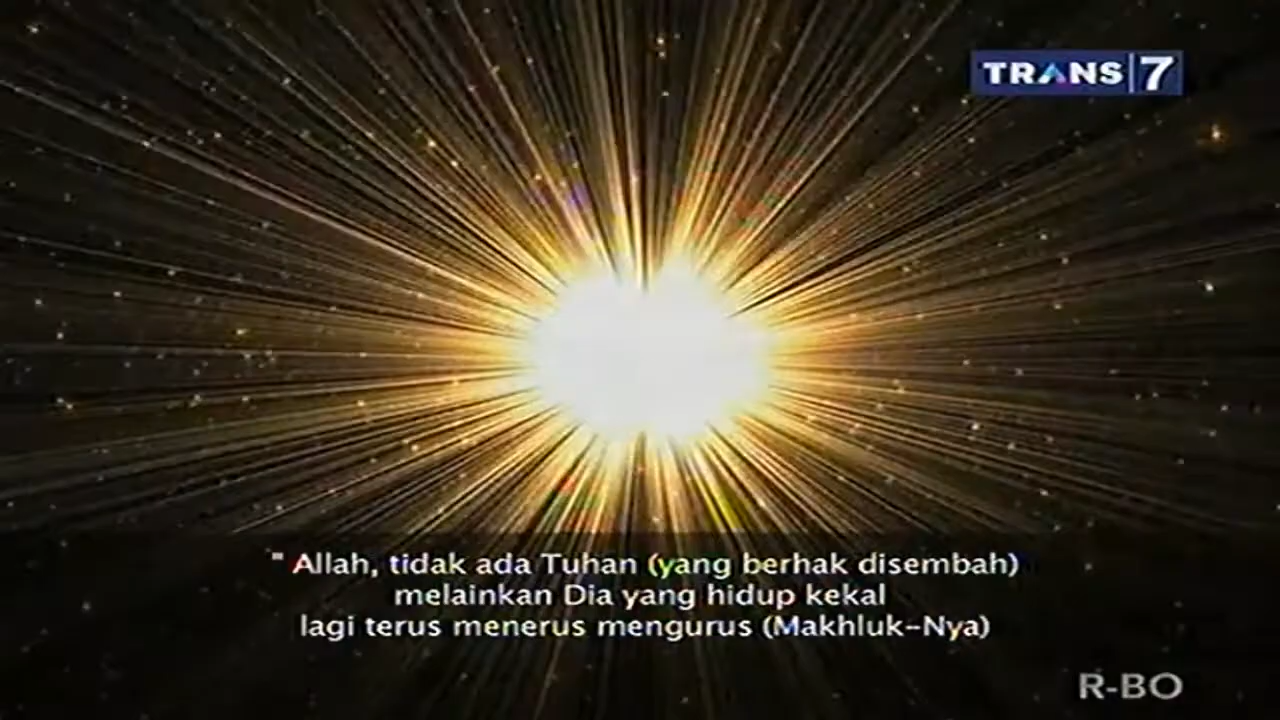 TRANS|7
" Allah, tidak ada Tuhan (yang berhak disembah)
melainkan Dia yang hidup kekal
lagi terus menerus mengurus (Makhluk-Nya)
R-BO